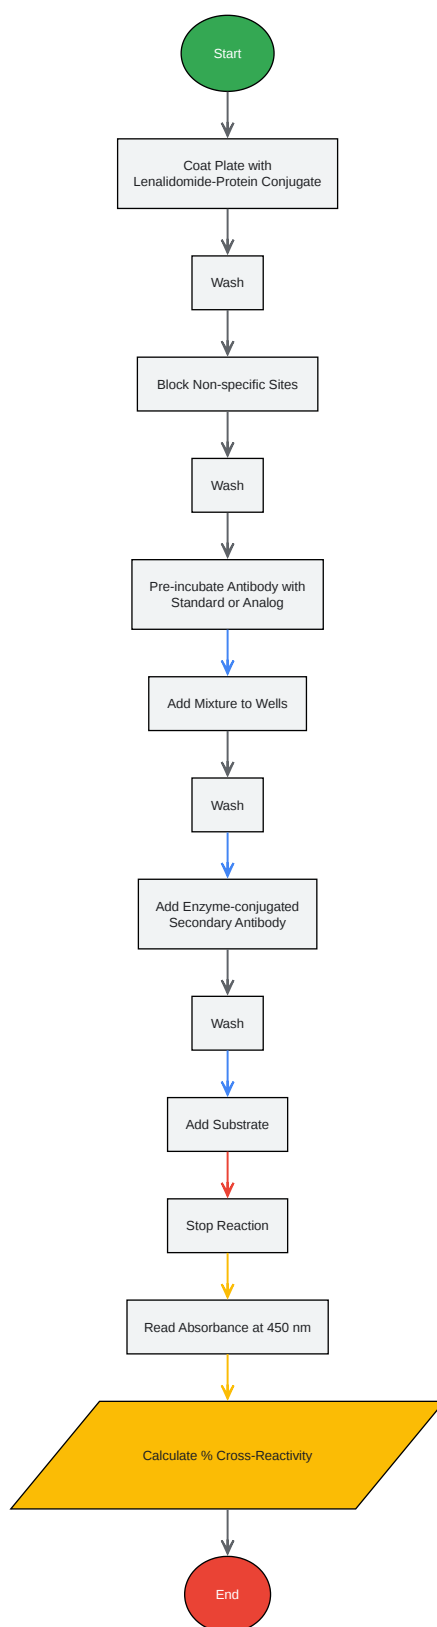 Start
Coat Plate with
Lenalidomide-Protein Conjugate
Wash
Block Non-specific Sites
Wash
Pre-incubate Antibody with
Standard or Analog
Add Mixture to Wells
Wash
Add Enzyme-conjugated
Secondary Antibody
Wash
Add Substrate
Stop Reaction
Read Absorbance at 450 nm
Calculate % Cross-Reactivity
End